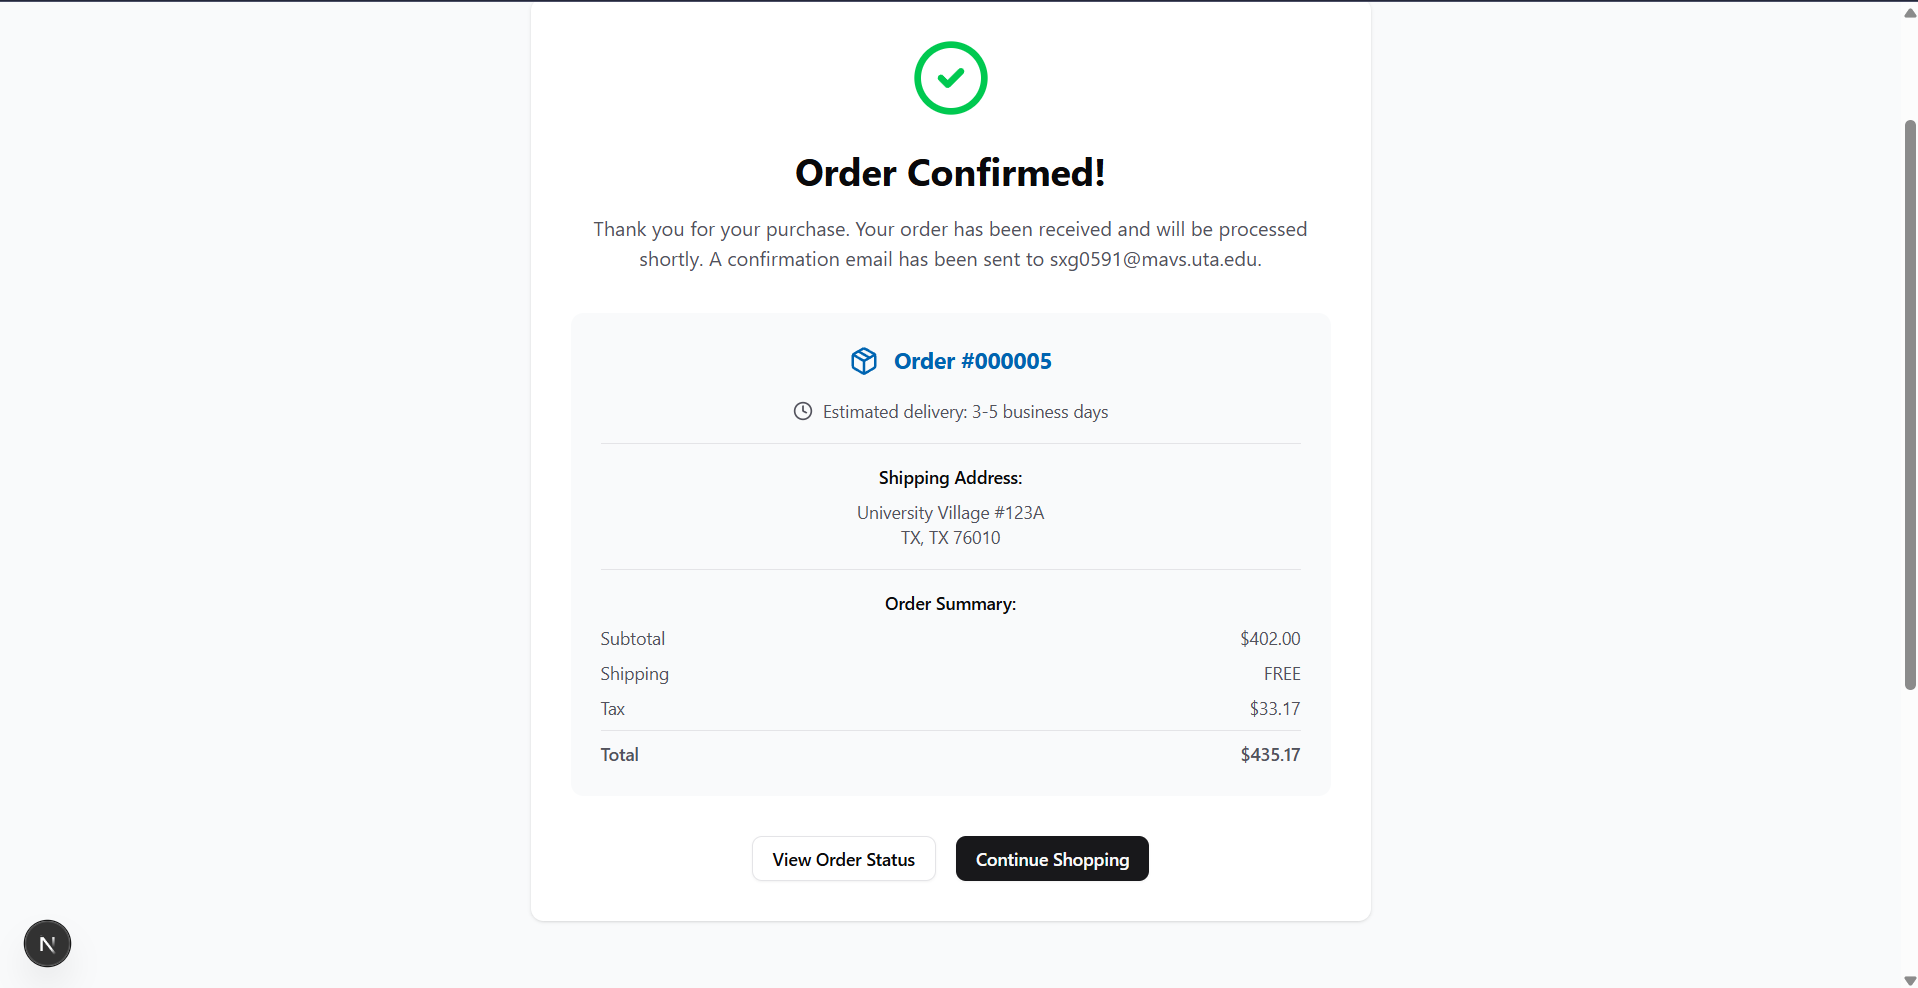 Order Confirmed!
Thank you for your purchase. Your order has been received and will be processed
shortly. A confirmation email has been sent to sxg0591@mavs.uta.edu.
Order #000005
Estimated delivery: 3-5 business days
Shipping Address:
University Village #123A
TX, TX 76010
Order Summary:
Subtotal $402.00
Shipping FREE
Tax $33.17
Total $435.17
View Order Status Continue Shopping
N